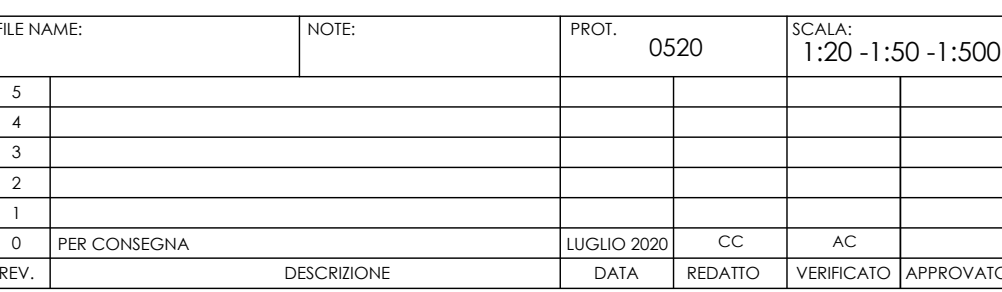 FILE NAME: NOTE: PROT. 0520 SCALA: 1:20 -1:50 -1:500
5
4
3
2
1
0 PER CONSEGNA LUGLIO 2020 CC AC
REV. DESCRIZIONE DATA REDATTO VERIFICATO APPROVATO